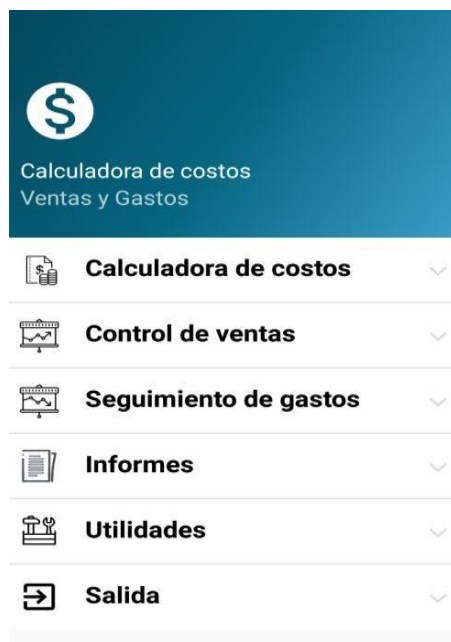 $
Calculadora de costos
Ventas y Gastos
Calculadora de costos
Control de ventas
Seguimiento de gastos
Informes
Utilidades
Salida